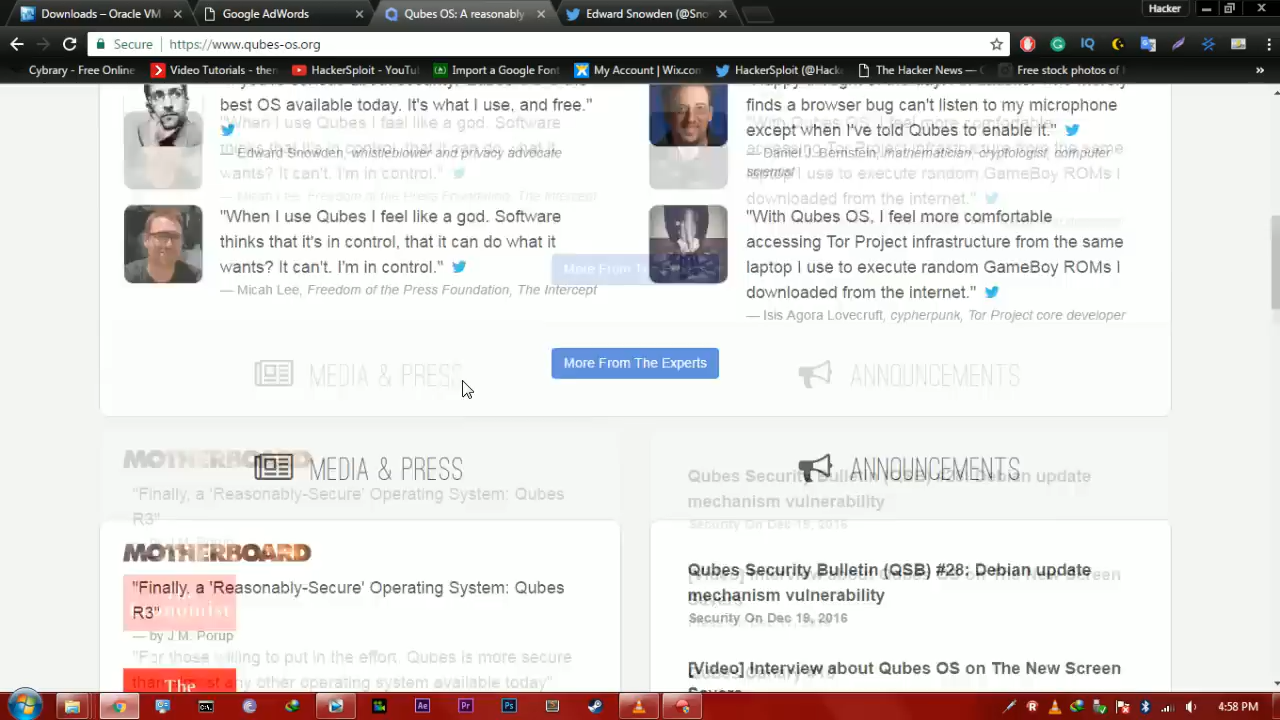 Downloads – Oracle VM
Google AdWords
Qubes OS: A reasonably
Edward Snowden (@Sno
Hacker
Secure
https://www.qubes-os.org
IQ
Cybrary - Free Online
Video Tutorials - then
HackerSploit - YouTu
Import a Google Font
My Account | Wix.com
HackerSploit (@Hack
The Hacker News —
Free stock photos of
»
best OS available today. It's what I use, and free."
— Edward Snowden, whistleblower and privacy advocate
finds a browser bug can't listen to my microphone
except when I've told Qubes to enable it."
— Daniel J. Bernstein, mathematician, cryptologist, computer
scientist
"When I use Qubes I feel like a god. Software
thinks that it's in control, that it can do what it
wants? It can't. I'm in control."
— Micah Lee, Freedom of the Press Foundation, The Intercept
"With Qubes OS, I feel more comfortable
accessing Tor Project infrastructure from the same
laptop I use to execute random GameBoy ROMs I
downloaded from the internet."
— Isis Agora Lovecruft, cypherpunk, Tor Project core developer
More From The Experts
MEDIA & PRESS
ANNOUNCEMENTS
MOTHERBOARD
"Finally, a 'Reasonably-Secure' Operating System: Qubes
R3"
— by J.M. Porup
The
Qubes Security Bulletin (QSB) #28: Debian update
mechanism vulnerability
Security On Dec 19, 2016
[Video] Interview about Qubes OS on The New Screen
Savers
Ae
Pr
Ps
4:58 PM